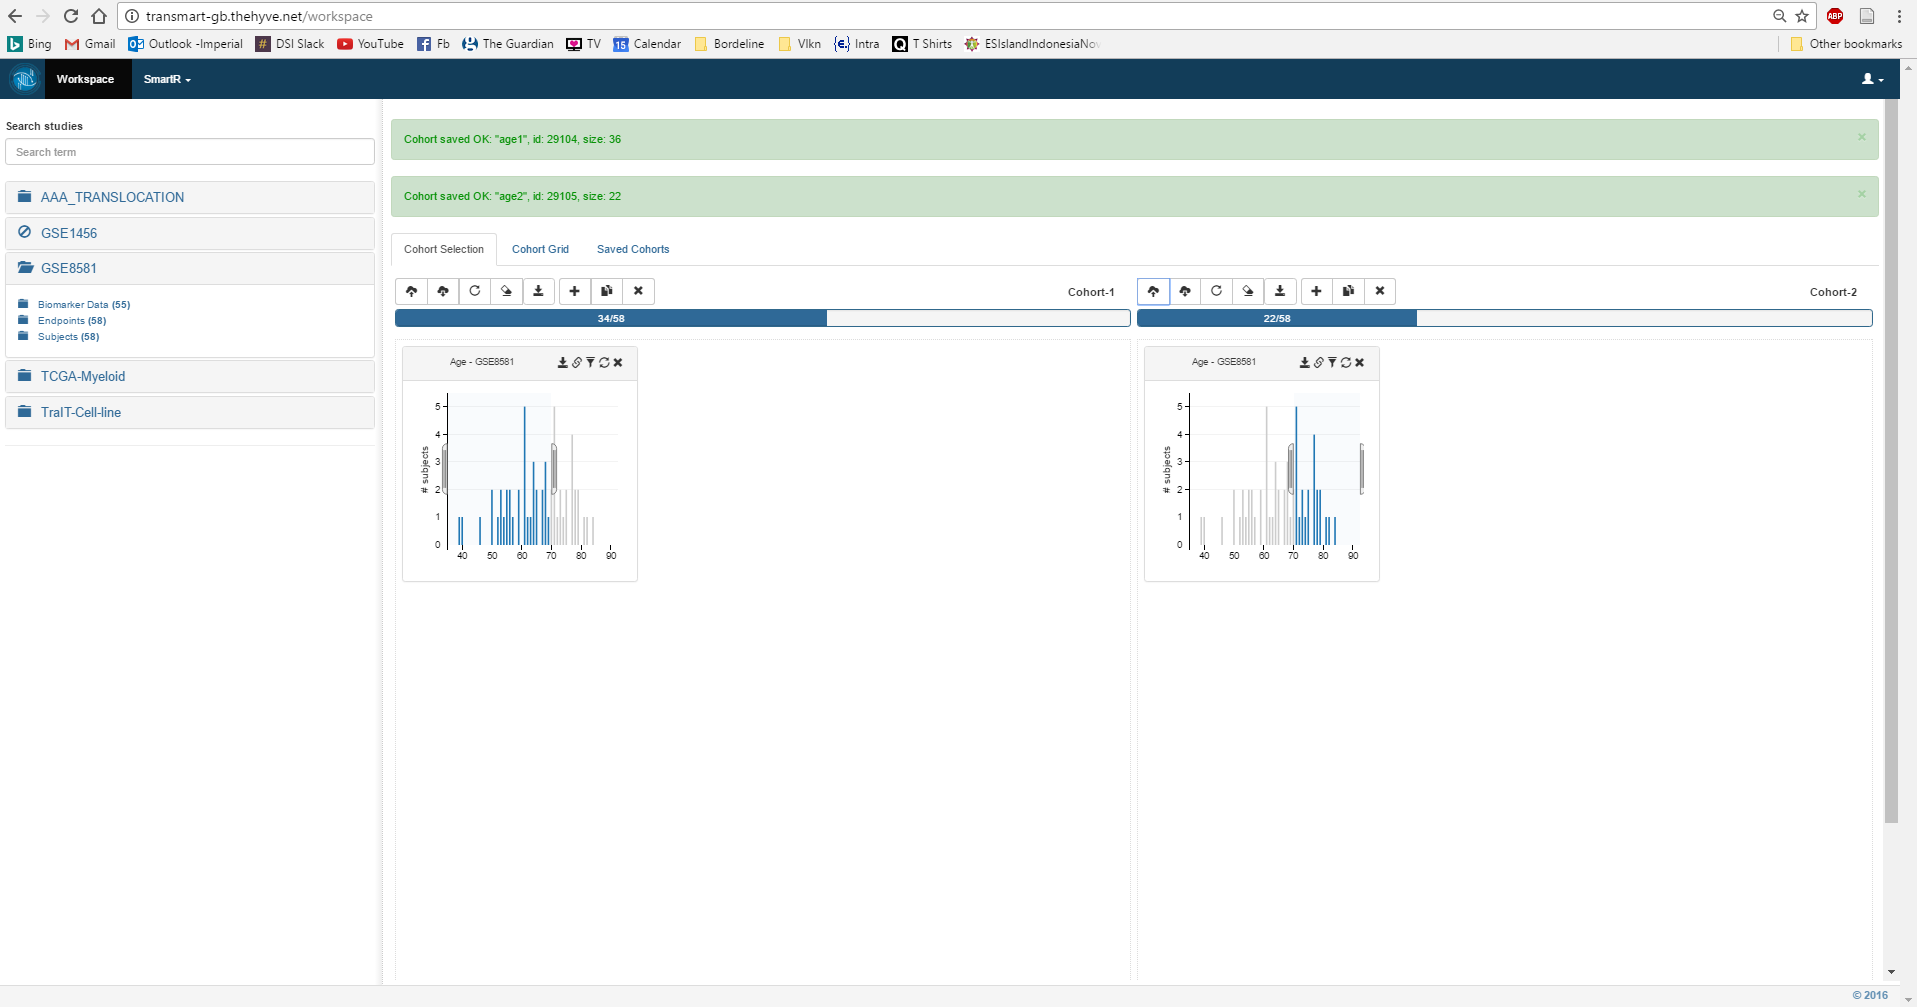 transmart-gb.thehyve.net/workspace
ABP
Bing Gmail Outlook -Imperial DSI Slack YouTube Fb The Guardian TV 15 Calendar Bordeline Vlkn Intra T Shirts ESIslandIndonesiaNov Other bookmarks
Workspace SmartR
Search studies
Search term
AAA_TRANSLOCATION
GSE1456
GSE8581
Biomarker Data (55)
Endpoints (58)
Subjects (58)
TCGA-Myeloid
TraIT-Cell-line
Cohort saved OK: "age1", id: 29104, size: 36 ×
Cohort saved OK: "age2", id: 29105, size: 22 ×
Cohort Selection Cohort Grid Saved Cohorts
Cohort-1
34/58
Age - GSE8581
# subjects
5
4
3
2
1
0
40 50 60 70 80 90
Cohort-2
22/58
Age - GSE8581
# subjects
5
4
3
2
1
0
40 50 60 70 80 90
© 2016